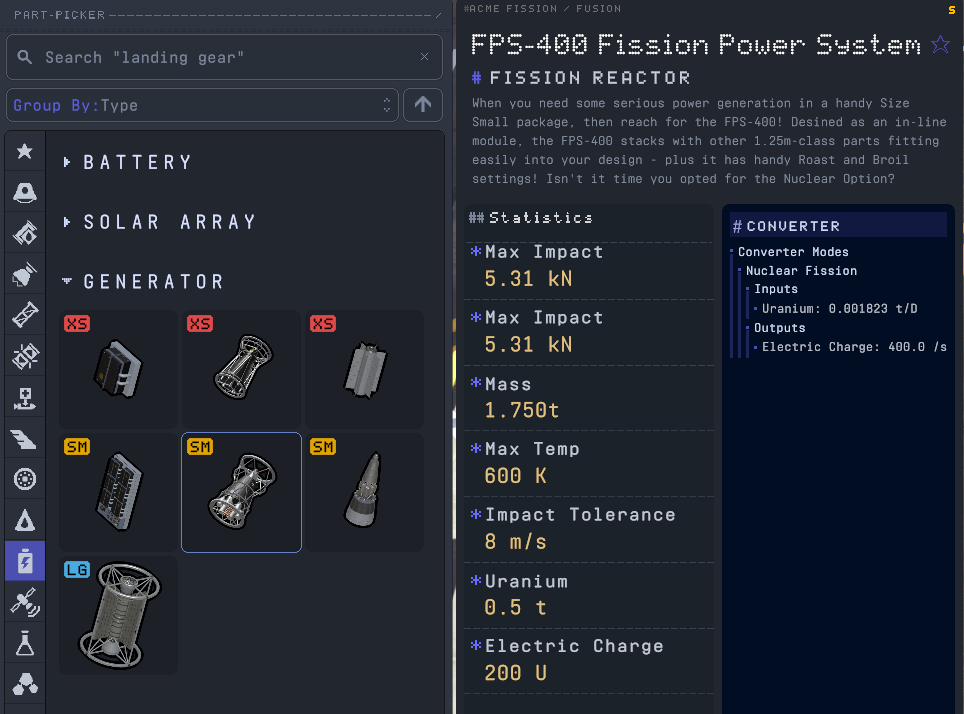 PART-PICKER
Search "landing gear"
Group By:Type
BATTERY
SOLAR ARRAY
GENERATOR
XS
XS
XS
SM
SM
SM
LG
#ACME FISSION / FUSION
S
FPS-400 Fission Power System
# FISSION REACTOR
When you need some serious power generation in a handy Size
Small package, then reach for the FPS-400! Desined as an in-line
module, the FPS-400 stacks with other 1.25m-class parts fitting
easily into your design - plus it has handy Roast and Broil
settings! Isn't it time you opted for the Nuclear Option?
## Statistics
*Max Impact
5.31 kN
*Max Impact
5.31 kN
*Mass
1.750t
*Max Temp
600 K
*Impact Tolerance
8 m/s
*Uranium
0.5 t
*Electric Charge
200 U
# CONVERTER
Converter Modes
Nuclear Fission
Inputs
Uranium: 0.001823 t/D
Outputs
Electric Charge: 400.0 /s